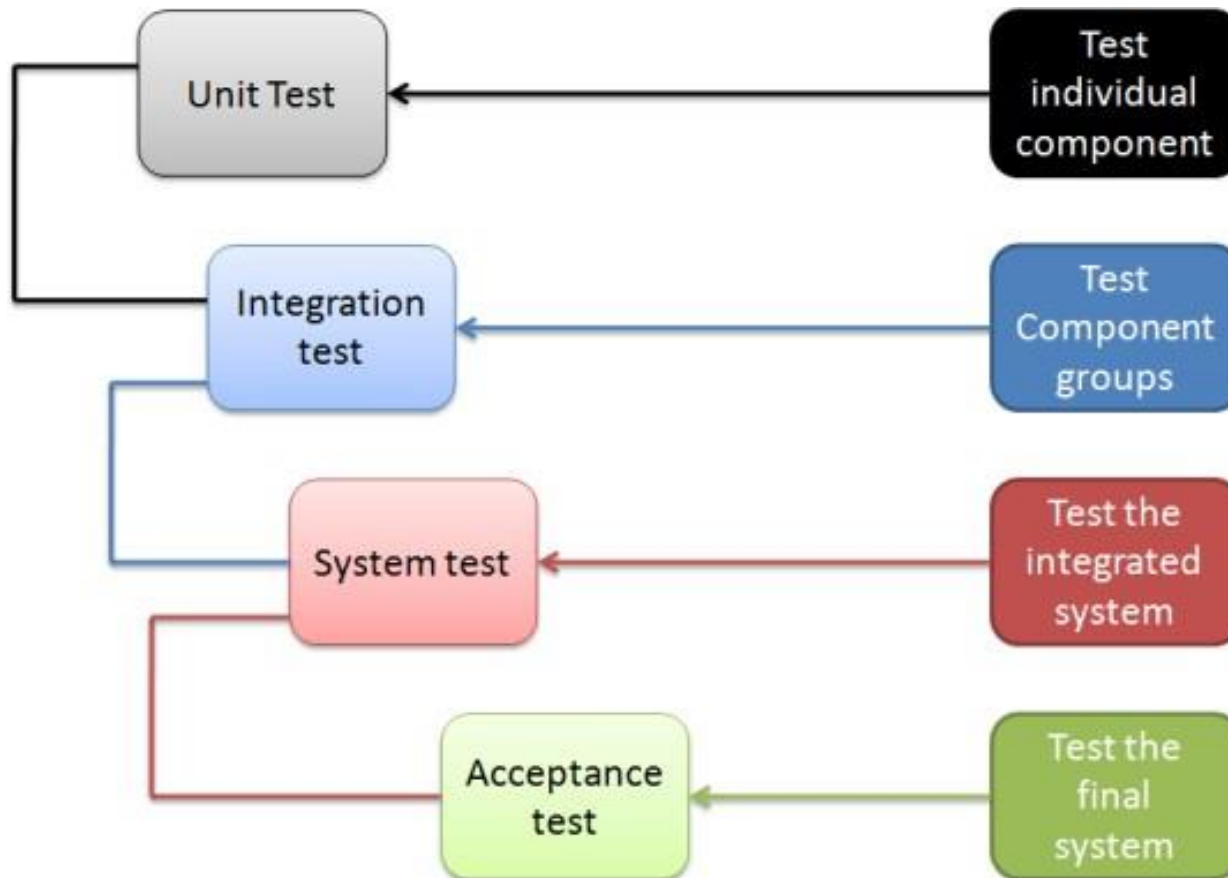 Unit Test
Test
individual
component
Integration
test
Test
Component
groups
System test
Test the
integrated
system
Acceptance
test
Test the
final
system